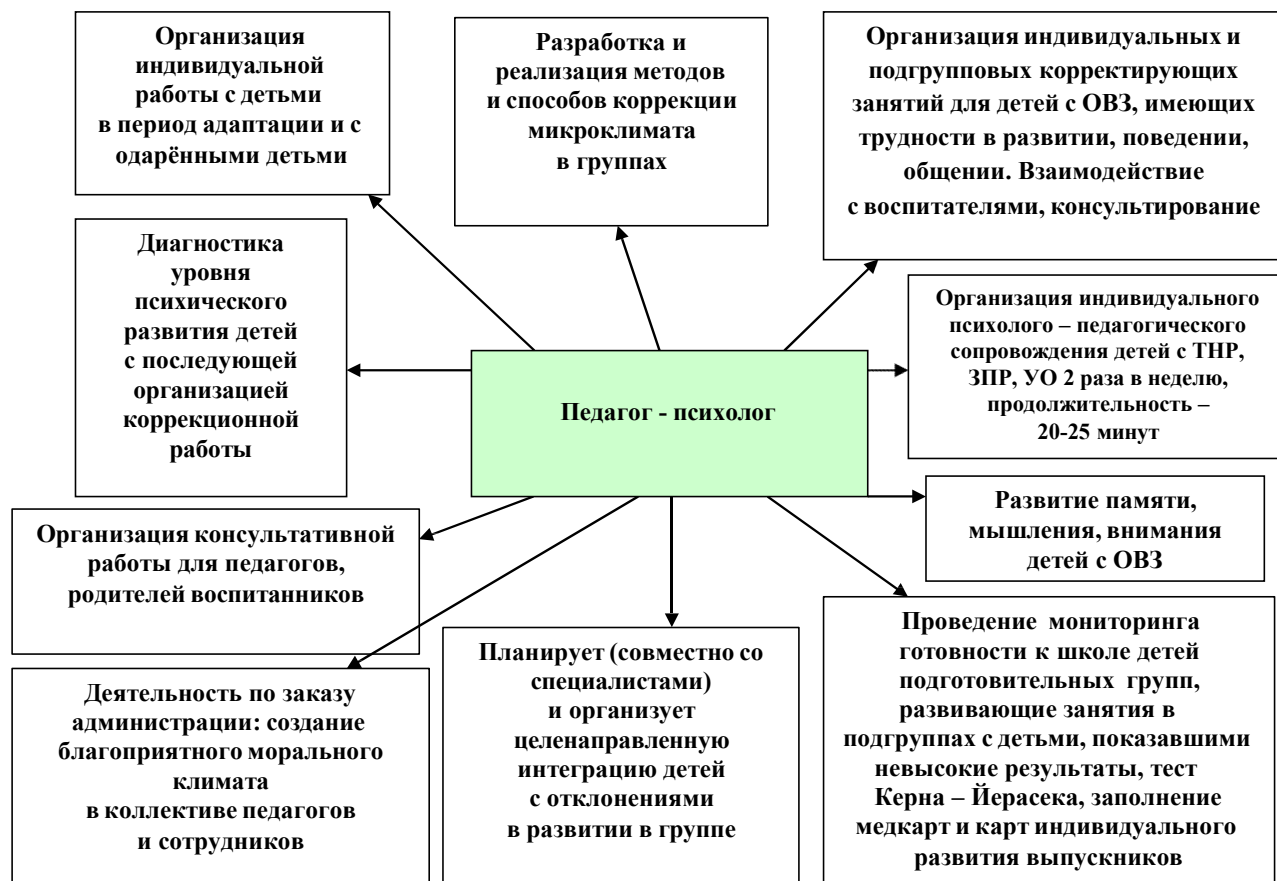 Организация
индивидуальной
работы с детьми
в период адаптации и с
одарёнными детьми
Разработка и
реализация методов
и способов коррекции
микроклимата
в группах
Организация индивидуальных и
подгрупповых корректирующих
занятий для детей с ОВЗ, имеющих
трудности в развитии, поведении,
общении. Взаимодействие
с воспитателями, консультирование
Диагностика
уровня
психического
развития детей
с последующей
организацией
коррекционной
работы
Организация индивидуального
психолого – педагогического
сопровождения детей с ТНР,
ЗПР, УО 2 раза в неделю,
продолжительность –
20-25 минут
Педагог - психолог
Развитие памяти,
мышления, внимания
детей с ОВЗ
Организация консультативной
работы для педагогов,
родителей воспитанников
Деятельность по заказу
администрации: создание
благоприятного морального
климата
в коллективе педагогов
и сотрудников
Планирует (совместно со
специалистами)
и организует
целенаправленную
интеграцию детей
с отклонениями
в развитии в группе
Проведение мониторинга
готовности к школе детей
подготовительных групп,
развивающие занятия в
подгруппах с детьми, показавшими
невысокие результаты, тест
Керна – Йерасека, заполнение
медкарт и карт индивидуального
развития выпускников